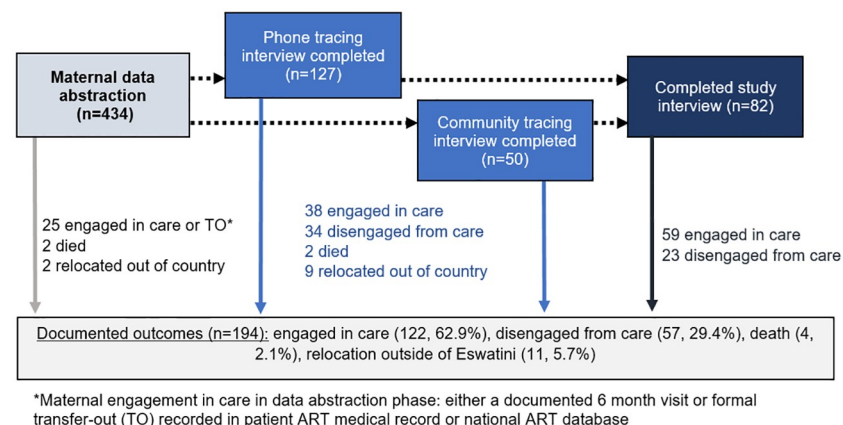 Maternal data
abstraction
(n=434)
Phone tracing
interview completed
(n=127)
Community tracing
interview completed
(n=50)
Completed study
interview (n=82)
25 engaged in care or TO*
2 died
2 relocated out of country
38 engaged in care
34 disengaged from care
2 died
9 relocated out of country
59 engaged in care
23 disengaged from care
Documented outcomes (n=194): engaged in care (122, 62.9%), disengaged from care (57, 29.4%), death (4,
2.1%), relocation outside of Eswatini (11, 5.7%)
*Maternal engagement in care in data abstraction phase: either a documented 6 month visit or formal
transfer-out (TO) recorded in patient ART medical record or national ART database